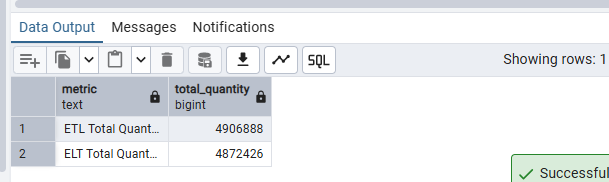 Data Output Messages Notifications
SQL Showing rows: 1
metric total_quantity
text bigint
1 ETL Total Quant... 4906888
2 ELT Total Quant... 4872426
Successful